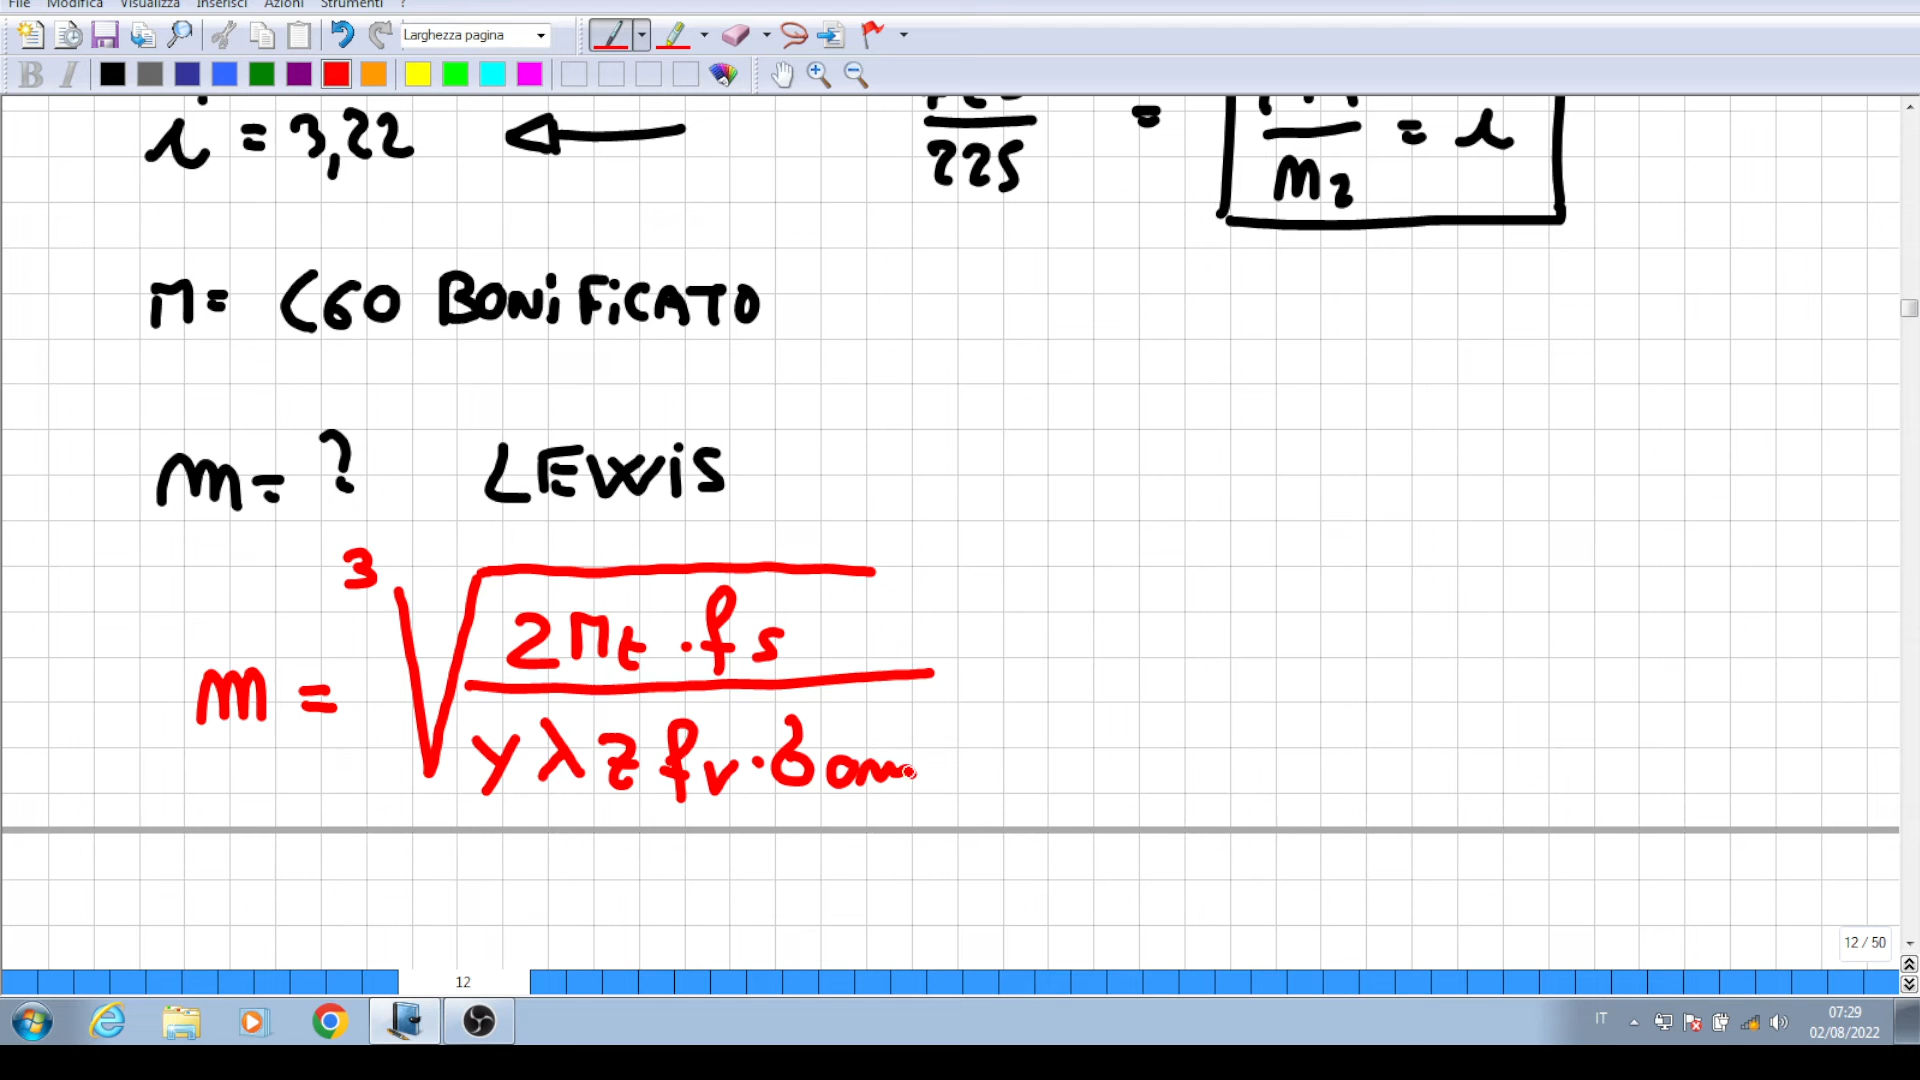 File Modifica Visualizza Inserisci Azioni Strumenti ?
Larghezza pagina
B I
i = 3,22
225 = m2 = i
M = C60 BONIFICATO
m = ? LEWIS
m = 3√ 2Mt · fs
yλz fv · σam
12 / 50
12
IT
07:29
02/08/2022